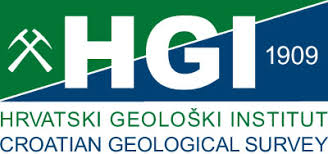 HGI 1909
HRVATSKI GEOLOŠKI INSTITUT
CROATIAN GEOLOGICAL SURVEY